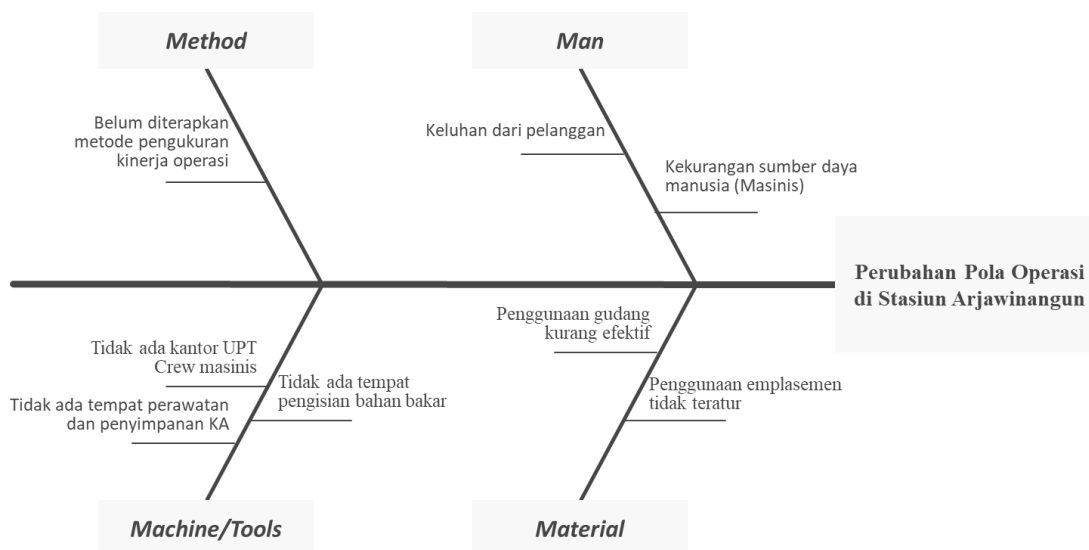 Method
Man
Belum diterapkan
metode pengukuran
kinerja operasi
Keluhan dari pelanggan
Kekurangan sumber daya
manusia (Masinis)
Perubahan Pola Operasi
di Stasiun Arjawinangun
Penggunaan gudang
kurang efektif
Tidak ada kantor UPT
Crew masinis
Tidak ada tempat
pengisian bahan bakar
Penggunaan emplasemen
tidak teratur
Tidak ada tempat perawatan
dan penyimpanan KA
Machine/Tools
Material